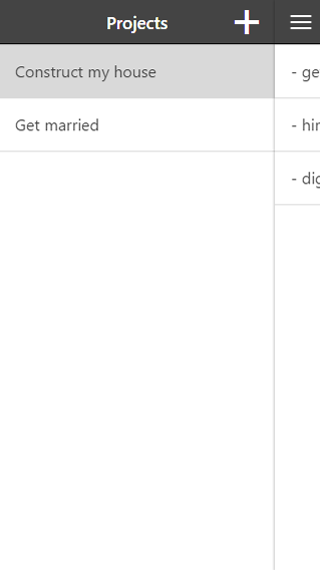 Projects
Construct my house
Get married
- ge
- hir
- dig